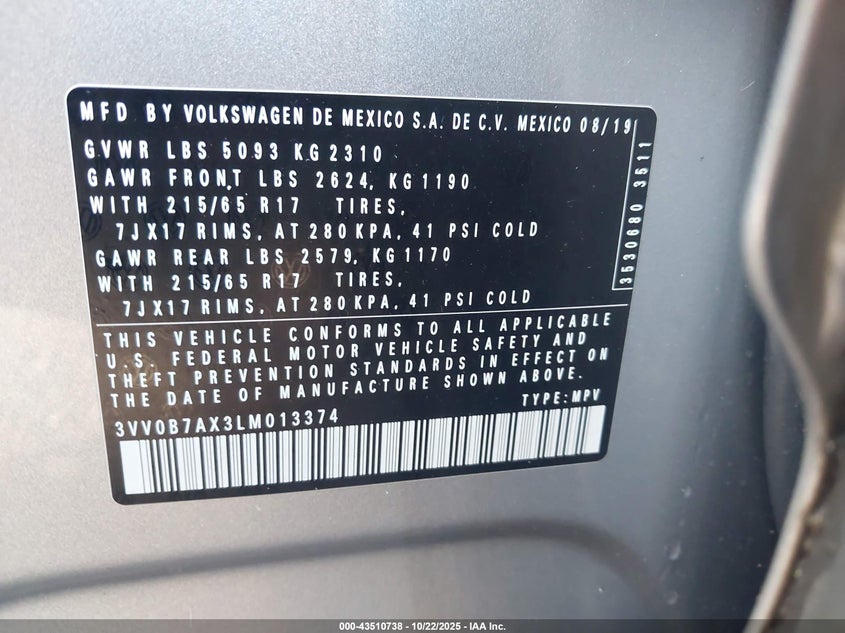 MFD BY VOLKSWAGEN DE MEXICO S.A. DE C.V. MEXICO 08/19
GVWR LBS 5093 KG 2310
GAWR FRONT LBS 2624, KG 1190
WITH 215/65 R17 TIRES,
7JX17 RIMS, AT 280 KPA, 41 PSI COLD
GAWR REAR LBS 2579, KG 1170
WITH 215/65 R17 TIRES,
7JX17 RIMS, AT 280 KPA, 41 PSI COLD
3530680 3511
THIS VEHICLE CONFORMS TO ALL APPLICABLE
U.S. FEDERAL MOTOR VEHICLE SAFETY AND
THEFT PREVENTION STANDARDS IN EFFECT ON
THE DATE OF MANUFACTURE SHOWN ABOVE.
TYPE: MPV
3VV0B7AX3LM013374
000-43510738 - 10/22/2025 - IAA Inc.